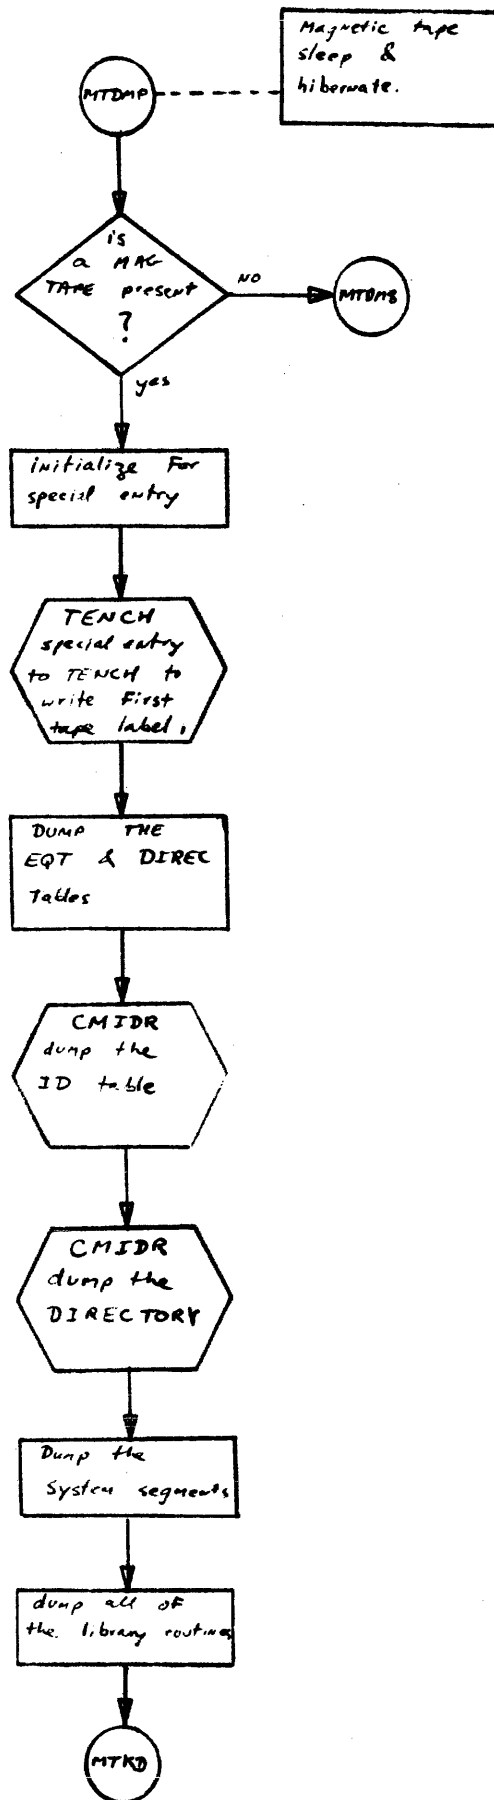 Magnetic tape
sleep &
hibernate.
MTDMP
is
a MAG
TAPE present
?
NO
MTDM8
yes
initialize For
special entry
TENCH
special entry
to TENCH to
write First
tape label.
DUMP THE
EQT & DIREC
Tables
CMIDR
dump the
ID table
CMIDR
dump the
DIRECTORY
Dump the
System segments
dump all of
the library routines
MTKD